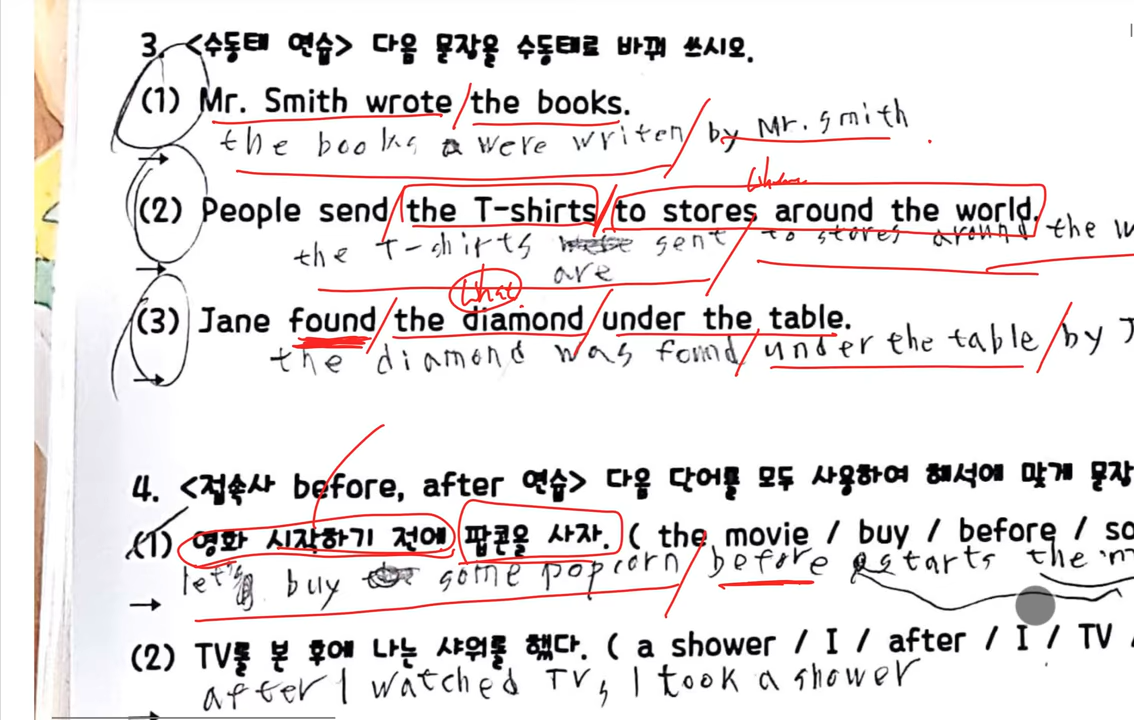 3. <수동태 연습> 다음 문장을 수동태로 바꿔 쓰시오.
(1) Mr. Smith wrote the books.
the books were writen by Mr. smith
(2) People send the T-shirts to stores around the world.
the T-shirts sent to stores around the w
are
What
(3) Jane found the diamond under the table.
the diamond was fomd under the table by J
4. <접속사 before, after 연습> 다음 단어를 모두 사용하여 해석에 맞게 문장
(1) 영화 시작하기 전에 팝콘을 사자. ( the movie / buy / before / so
let's buy some popcorn before starts the m
(2) TV를 본 후에 나는 샤워를 했다. ( a shower / I / after / I / TV /
after I watched TV, I took a shower